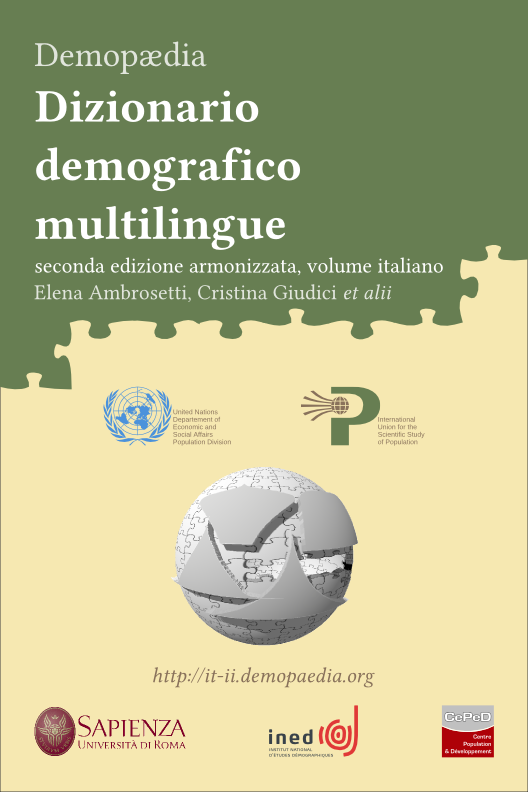 Demopædia
Dizionario
demografico
multilingue
seconda edizione armonizzata, volume italiano
Elena Ambrosetti, Cristina Giudici et alii
United Nations
Departement of
Economic and
Social Affairs
Population Division
P
International
Union for the
Scientific Study
of Population
http://it-ii.demopaedia.org
SAPIENZA
UNIVERSITÀ DI ROMA
ined
INSTITUT NATIONAL
D'ÉTUDES DÉMOGRAPHIQUES
CePeD
Centre
Population
& Développement